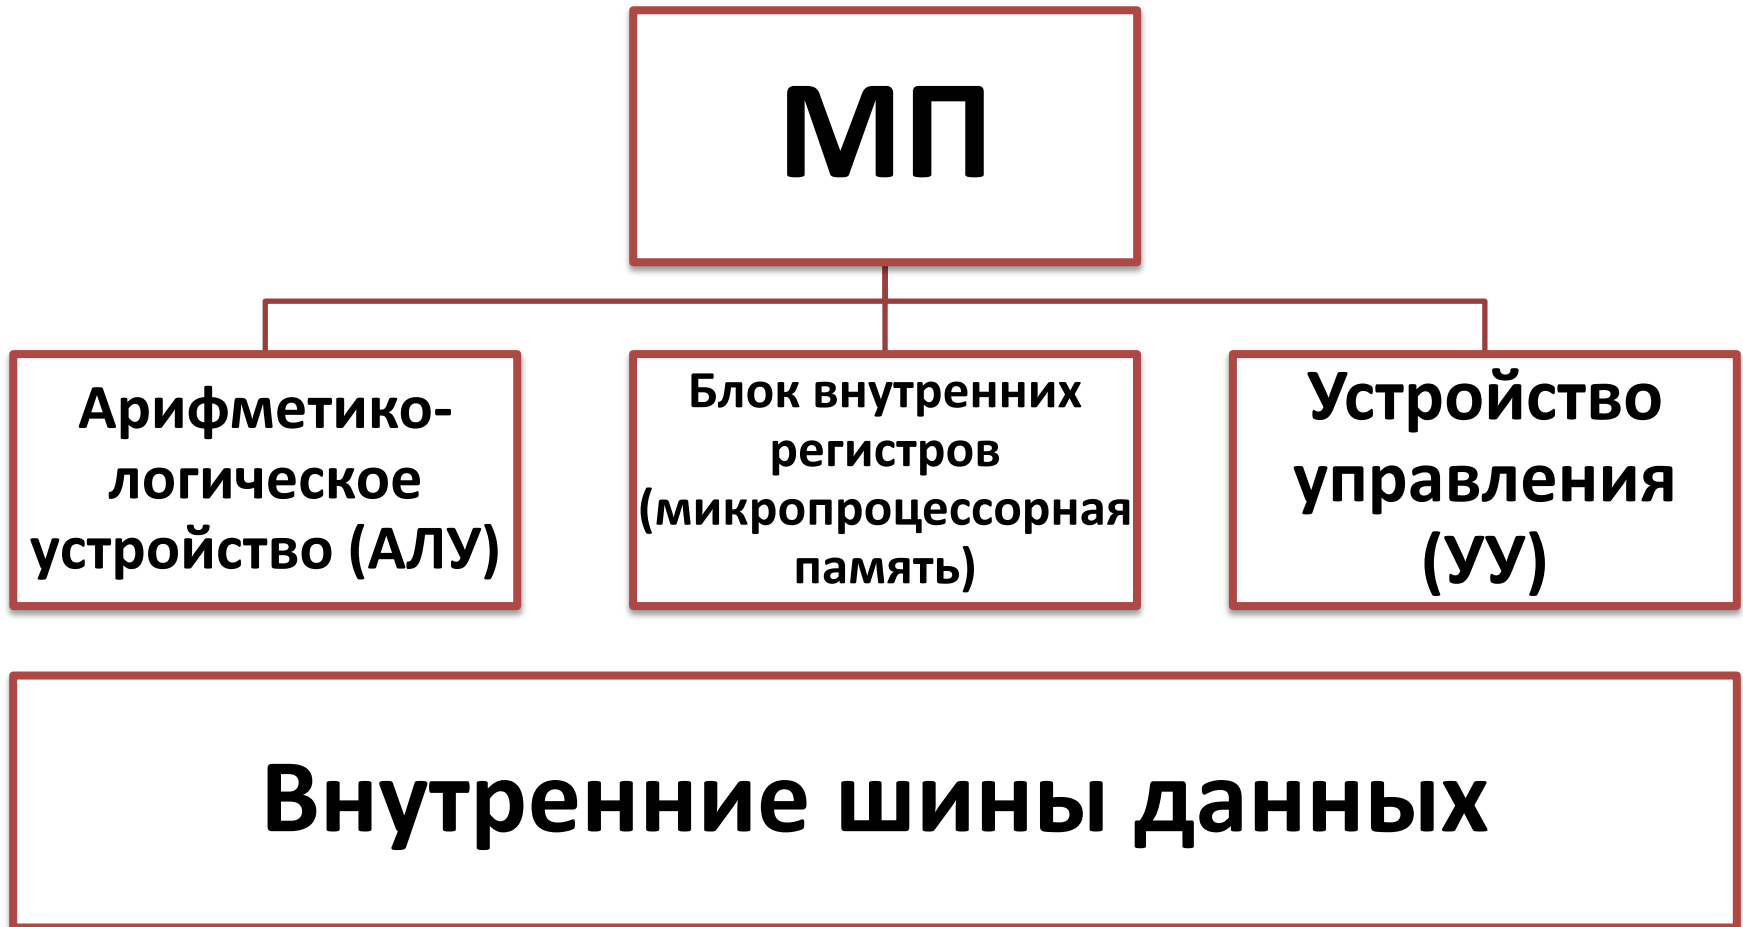 МП
Арифметико-
логическое
устройство (АЛУ)
Блок внутренних
регистров
(микропроцессорная
память)
Устройство
управления
(УУ)
Внутренние шины данных